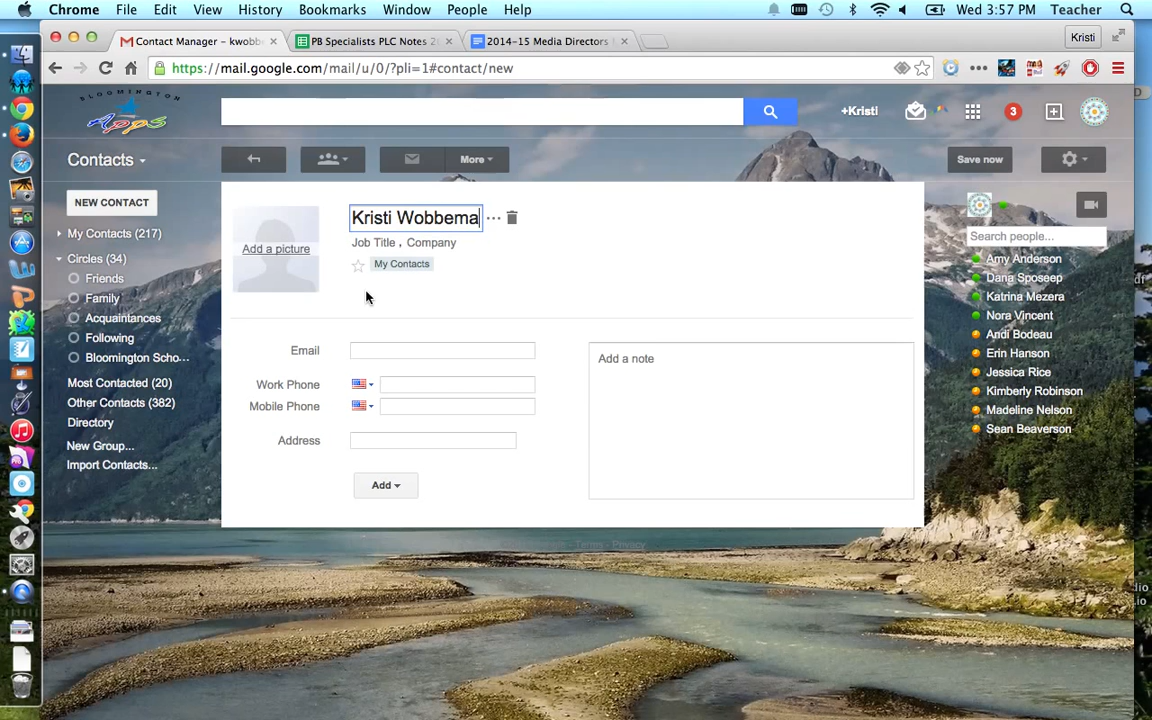 Chrome File Edit View History Bookmarks Window People Help Wed 3:57 PM Teacher
Contact Manager - kwobbe PB Specialists PLC Notes 2 2014-15 Media Directors Kristi
https://mail.google.com/mail/u/0/?pli=1#contact/new
BLOOMINGTON
Apps
+Kristi 3
Contacts More Save now
NEW CONTACT
My Contacts (217)
Circles (34)
Friends
Family
Acquaintances
Following
Bloomington Scho...
Most Contacted (20)
Other Contacts (382)
Directory
New Group...
Import Contacts...
Add a picture
Kristi Wobbema ...
Job Title , Company
My Contacts
Email
Work Phone
Mobile Phone
Address
Add
Add a note
Search people...
Amy Anderson
Dana Sposeep
Katrina Mezera
Nora Vincent
Andi Bodeau
Erin Hanson
Jessica Rice
Kimberly Robinson
Madeline Nelson
Sean Beaverson